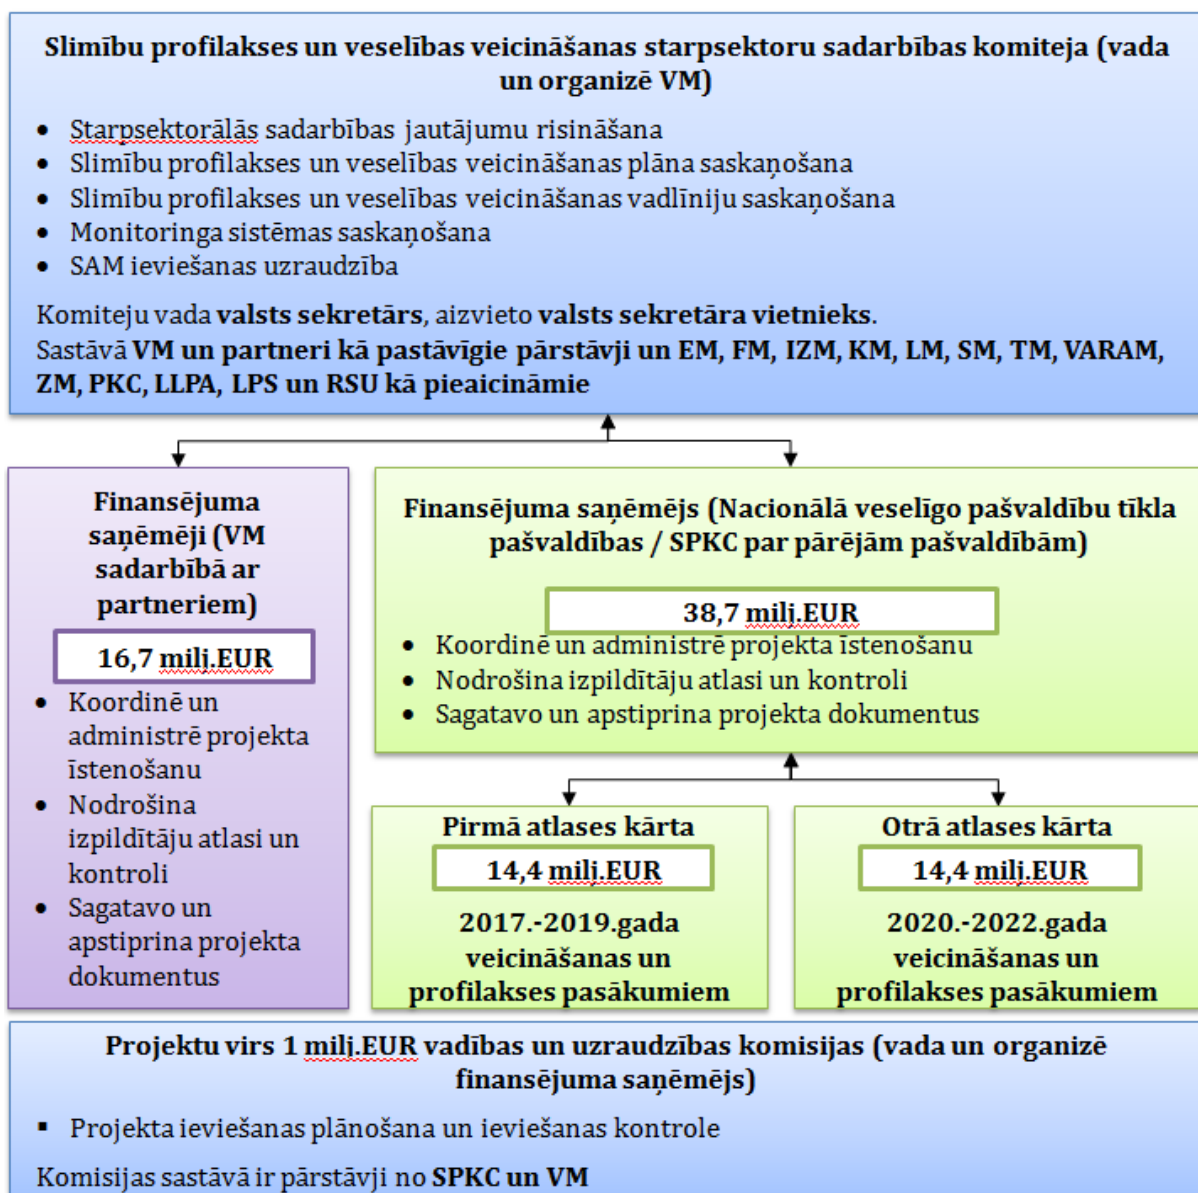 Slimību profilakses un veselības veicināšanas starpsektoru sadarbības komiteja (vada
un organizē VM)
• Starpsektorālās sadarbības jautājumu risināšana
• Slimību profilakses un veselības veicināšanas plāna saskaņošana
• Slimību profilakses un veselības veicināšanas vadlīniju saskaņošana
• Monitoringa sistēmas saskaņošana
• SAM ieviešanas uzraudzība
Komiteju vada valsts sekretārs, aizvieto valsts sekretāra vietnieks.
Sastāvā VM un partneri kā pastāvīgie pārstāvji un EM, FM, IZM, KM, LM, SM, TM, VARAM,
ZM, PKC, LLPA, LPS un RSU kā pieaicināmie
Finansējuma
saņēmēji (VM
sadarbībā ar
partneriem)
16,7 milj.EUR
• Koordinē un
administrē projekta
īstenošanu
• Nodrošina
izpildītāju atlasi un
kontroli
• Sagatavo un
apstiprina projekta
dokumentus
Finansējuma saņēmējs (Nacionālā veselīgo pašvaldību tīkla
pašvaldības / SPKC par pārējām pašvaldībām)
38,7 milj.EUR
• Koordinē un administrē projekta īstenošanu
• Nodrošina izpildītāju atlasi un kontroli
• Sagatavo un apstiprina projekta dokumentus
Pirmā atlases kārta
14,4 milj.EUR
2017.-2019.gada
veicināšanas un
profilakses pasākumiem
Otrā atlases kārta
14,4 milj.EUR
2020.-2022.gada
veicināšanas un
profilakses pasākumiem
Projektu virs 1 milj.EUR vadības un uzraudzības komisijas (vada un organizē
finansējuma saņēmējs)
▪ Projekta ieviešanas plānošana un ieviešanas kontrole
Komisijas sastāvā ir pārstāvji no SPKC un VM